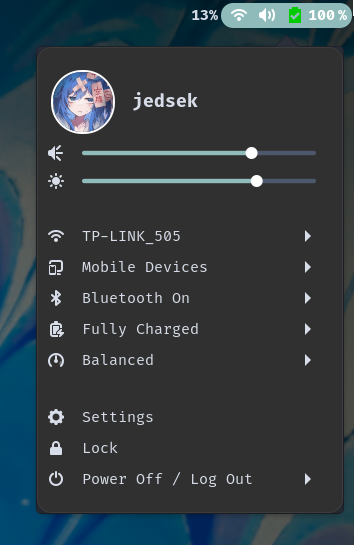 13% 100 %
jedsek
TP-LINK_505
Mobile Devices
Bluetooth On
Fully Charged
Balanced
Settings
Lock
Power Off / Log Out